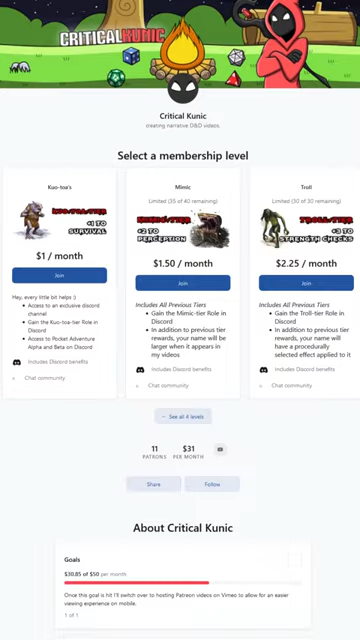 CRITICALKUNIC
Critical Kunic
creating narrative D&D videos.
Select a membership level
Kuo-toa's
KUO-TOA-TIER
+1 TO
SURVIVAL
$1 / month
Join
Hey, every little bit helps :)
• Access to an exclusive discord
channel
• Gain the Kuo-toa-tier Role in
Discord
• Access to Rocket Adventure
Alpha and Beta on Discord
Includes Discord benefits
Chat community
Mimic
Limited (35 of 40 remaining)
MIMIC-TIER
+2 TO
PERCEPTION
$1.50 / month
Join
Includes All Previous Tiers
• Gain the Mimic-tier Role in
Discord
• In addition to previous tier
rewards, your name will be
larger when it appears in
my videos
Includes Discord benefits
Chat community
Troll
Limited (30 of 30 remaining)
TROLL-TIER
+3 TO
STRENGTH CHECKS
$2.25 / month
Join
Includes All Previous Tiers
• Gain the Troll-tier Role in
Discord
• In addition to previous tier
rewards, your name will
have a procedurally
selected effect applied to it
Includes Discord benefits
Chat community
← See all 4 levels
11
PATRONS
$31
PER MONTH
Share
Follow
About Critical Kunic
Goals
$30.85 of $50 per month
Once this goal is hit I'll switch over to hosting Patreon videos on Vimeo to allow for an easier
viewing experience on mobile.
1 of 1